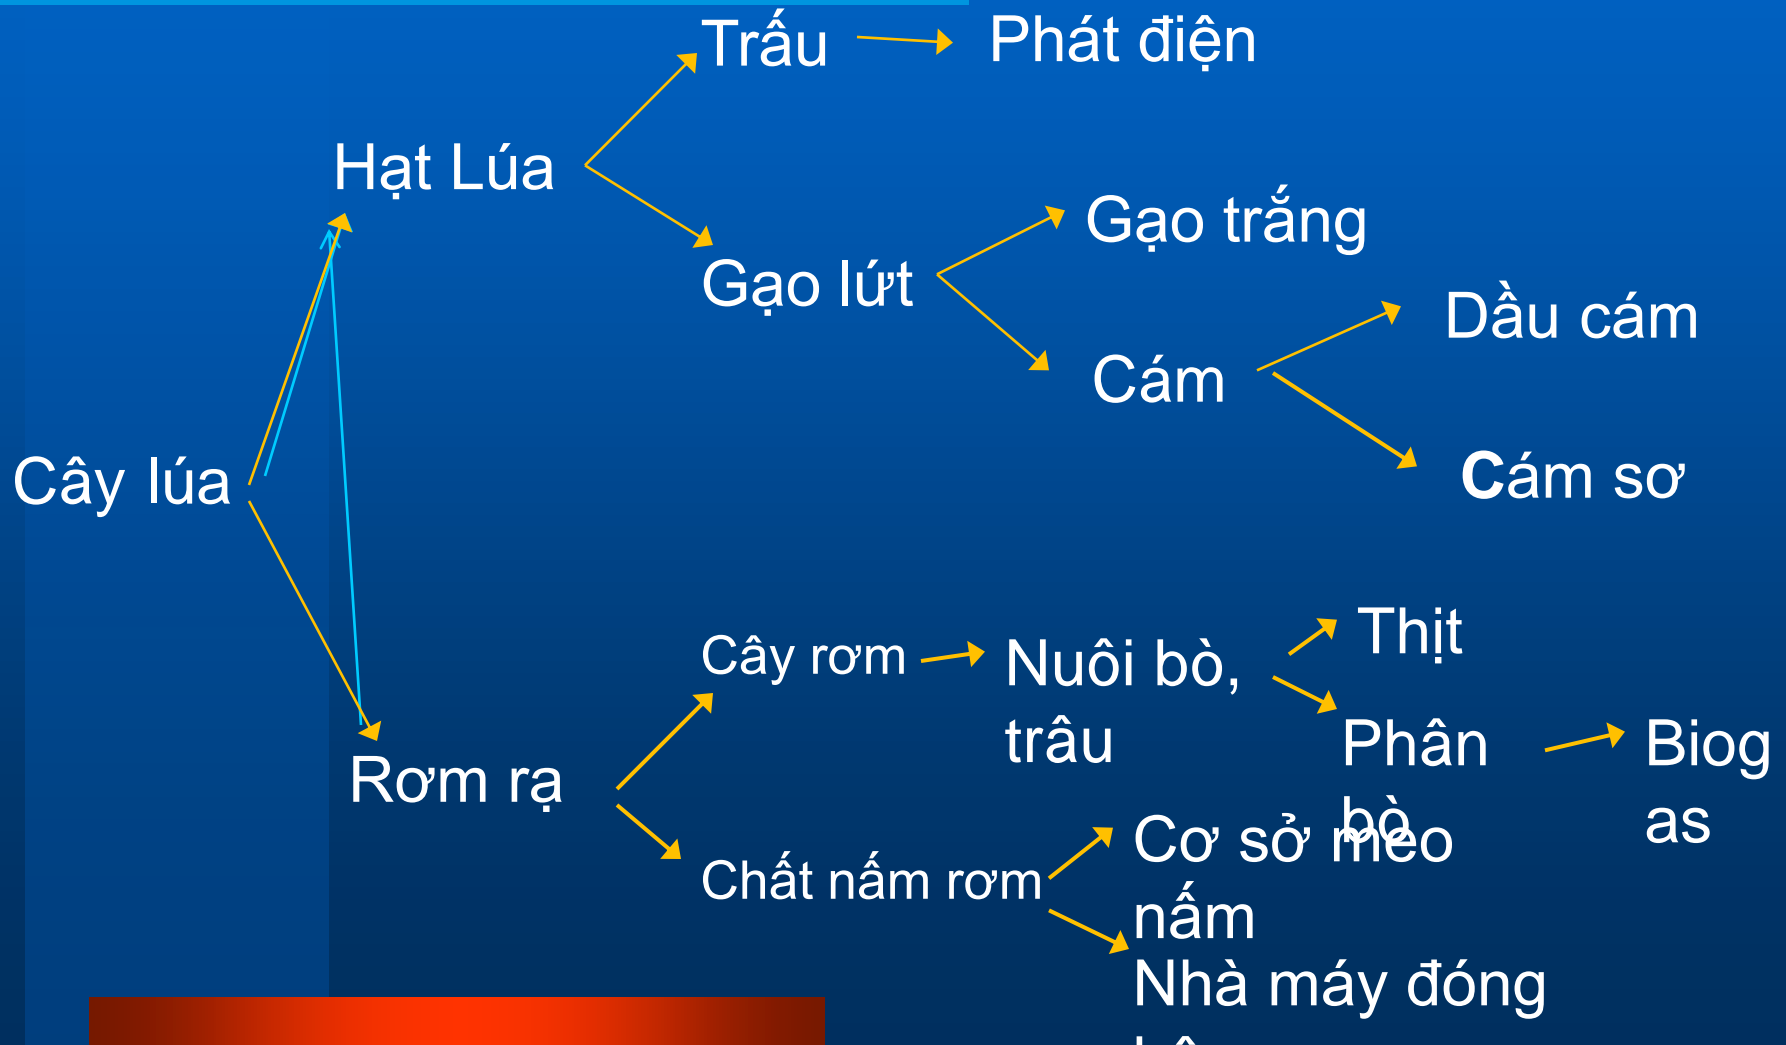 Trấu
Phát điện
Hạt Lúa
Gạo trắng
Gạo lứt
Dầu cám
Cám
Cám sơ
Cây lúa
Thịt
Cây rơm
Nuôi bò,
trâu
Phân
bò
Biog
as
Rơm rạ
Cơ sở meo
nấm
Chất nấm rơm
Nhà máy đóng